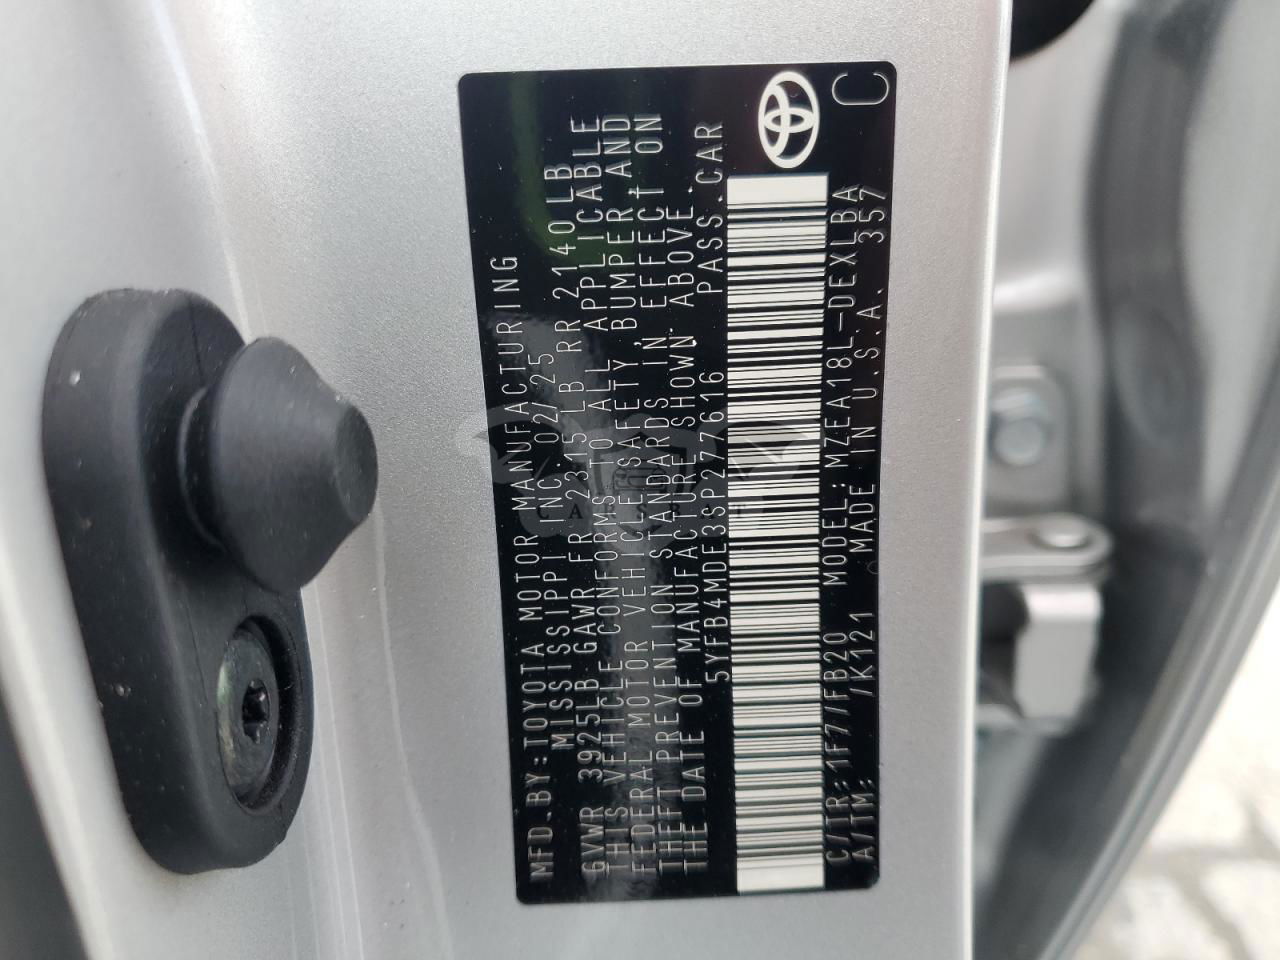 MFD.BY:TOYOTA MOTOR MANUFACTURING
MISSISSIPPI INC. 02/25
GVWR 3925LB GAWR FR 2315LB RR 2140LB
THIS VEHICLE CONFORMS TO ALL APPLICABLE
FEDERAL MOTOR VEHICLE SAFETY, BUMPER, AND
THEFT PREVENTION STANDARDS IN EFFECT ON
THE DATE OF MANUFACTURE SHOWN ABOVE.
5YFB4MDE3SP277616 PASS.CAR
C/TR:1F7/FB20 MODEL:MZEA18L-DEXLBA
A/TM: /K121 MADE IN U.S.A. 357
C